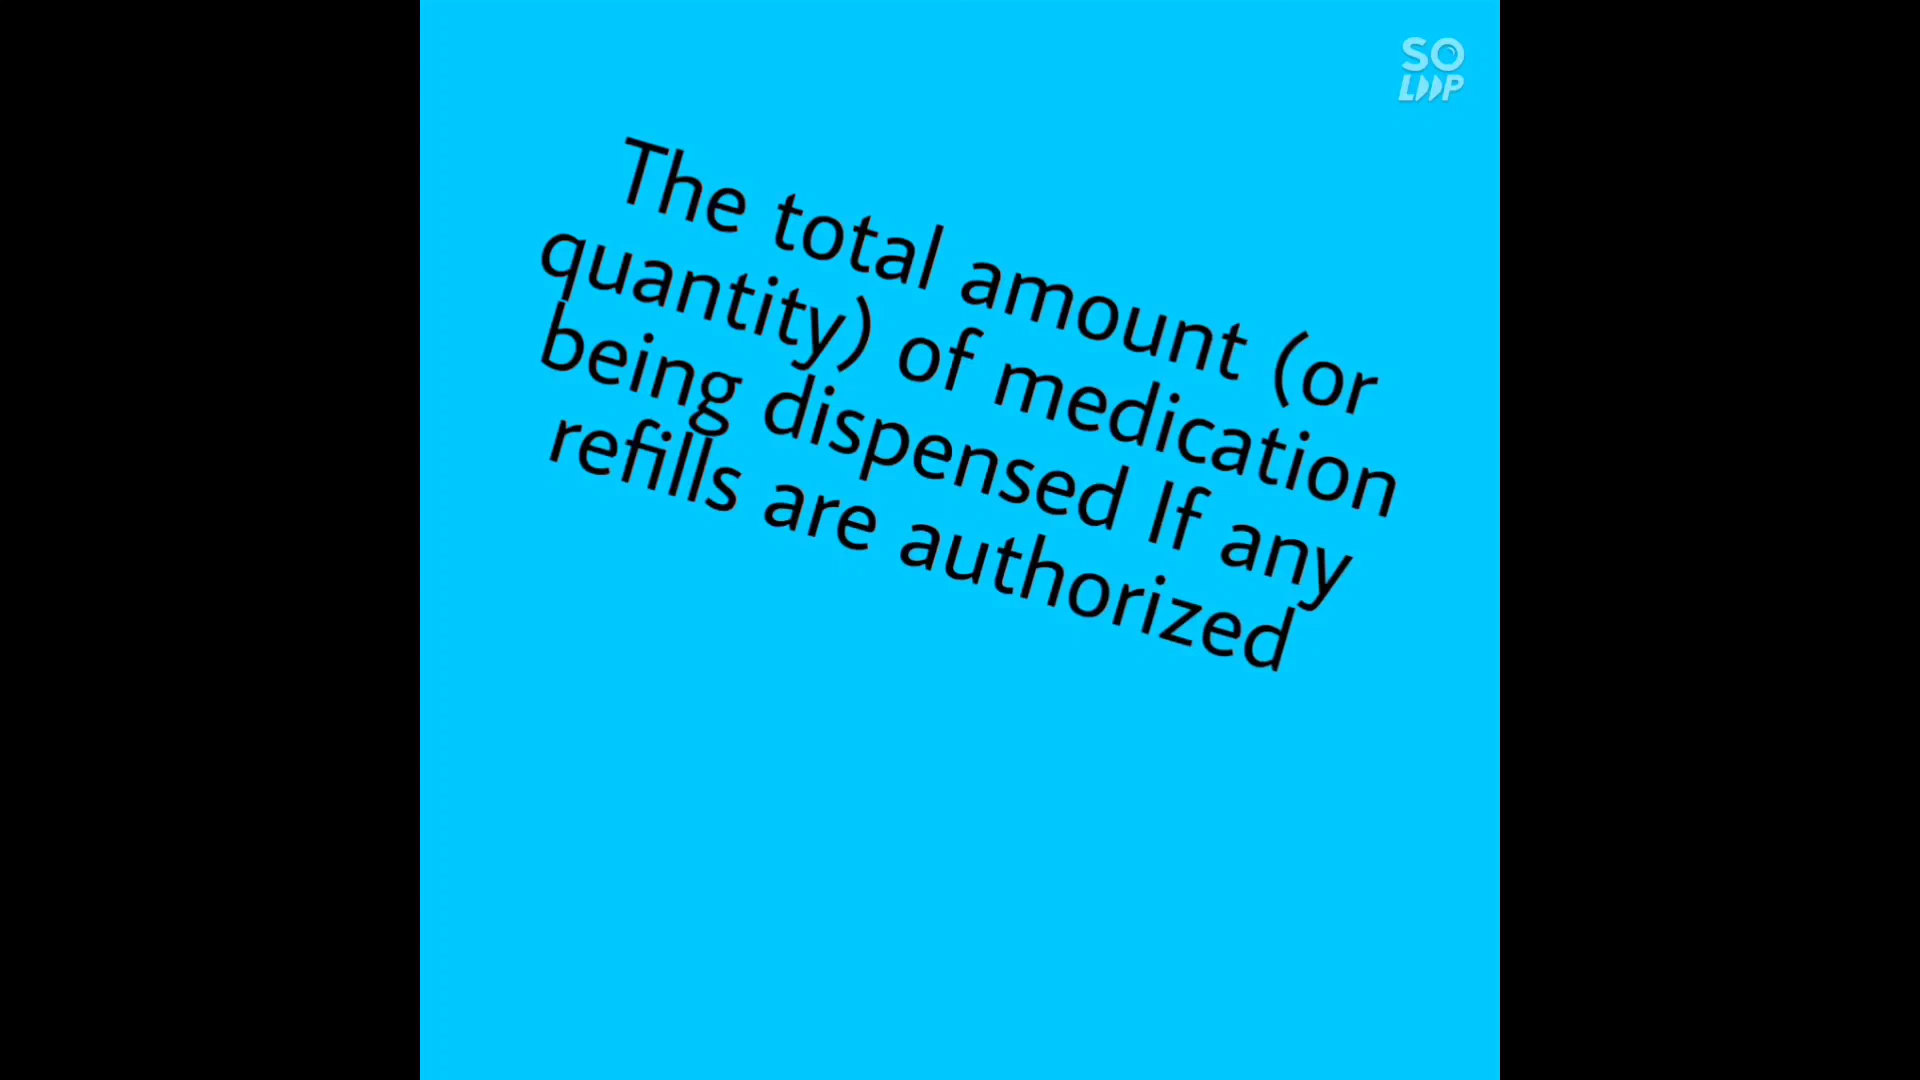 SO
LOOP
The total amount (or
quantity) of medication
being dispensed If any
refills are authorized